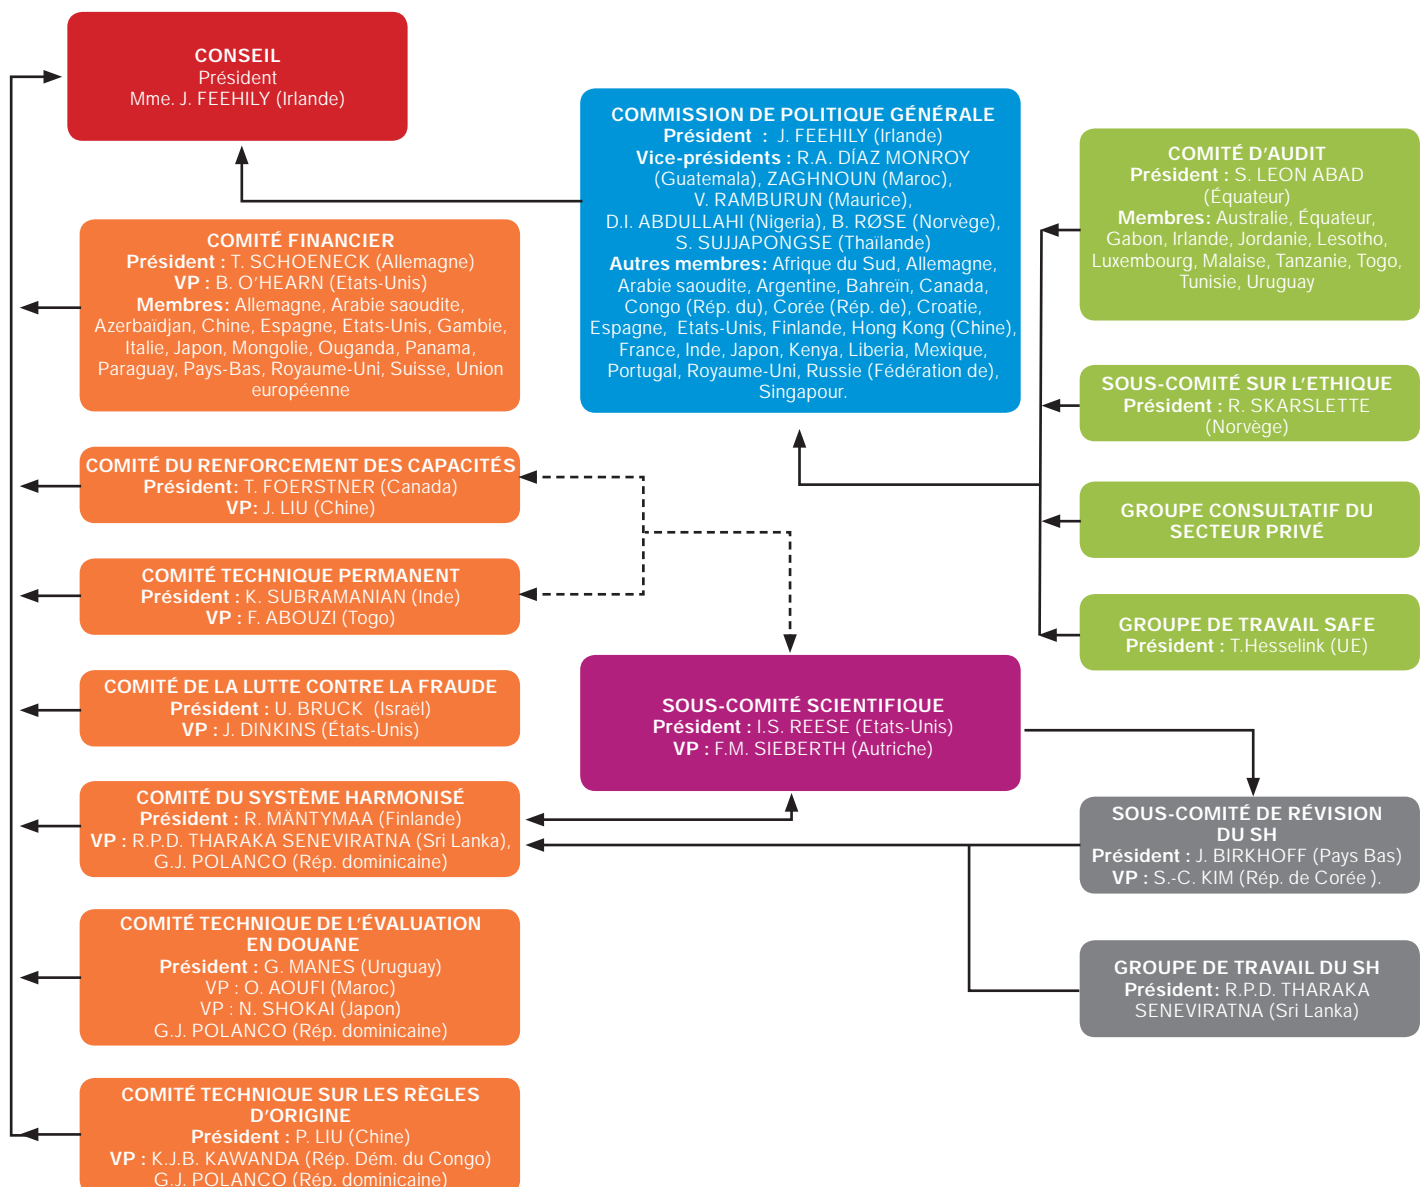 CONSEIL
Président
Mme. J. FEEHILY (Irlande)
COMMISSION DE POLITIQUE GÉNÉRALE
Président : J. FEEHILY (Irlande)
Vice-présidents : R.A. DÍAZ MONROY
(Guatemala), ZAGHNOUN (Maroc),
V. RAMBURUN (Maurice),
D.I. ABDULLAHI (Nigeria), B. RØSE (Norvège),
S. SUJJAPONGSE (Thaïlande)
Autres membres: Afrique du Sud, Allemagne,
Arabie saoudite, Argentine, Bahreïn, Canada,
Congo (Rép. du), Corée (Rép. de), Croatie,
Espagne, Etats-Unis, Finlande, Hong Kong (Chine),
France, Inde, Japon, Kenya, Liberia, Mexique,
Portugal, Royaume-Uni, Russie (Fédération de),
Singapour.
COMITÉ D'AUDIT
Président : S. LEON ABAD
(Équateur)
Membres: Australie, Équateur,
Gabon, Irlande, Jordanie, Lesotho,
Luxembourg, Malaise, Tanzanie, Togo,
Tunisie, Uruguay
COMITÉ FINANCIER
Président : T. SCHOENECK (Allemagne)
VP : B. O'HEARN (Etats-Unis)
Membres: Allemagne, Arabie saoudite,
Azerbaïdjan, Chine, Espagne, Etats-Unis, Gambie,
Italie, Japon, Mongolie, Ouganda, Panama,
Paraguay, Pays-Bas, Royaume-Uni, Suisse, Union
européenne
SOUS-COMITÉ SUR L'ETHIQUE
Président : R. SKARSLETTE
(Norvège)
COMITÉ DU RENFORCEMENT DES CAPACITÉS
Président: T. FOERSTNER (Canada)
VP: J. LIU (Chine)
GROUPE CONSULTATIF DU
SECTEUR PRIVÉ
COMITÉ TECHNIQUE PERMANENT
Président : K. SUBRAMANIAN (Inde)
VP : F. ABOUZI (Togo)
GROUPE DE TRAVAIL SAFE
Président : T.Hesselink (UE)
COMITÉ DE LA LUTTE CONTRE LA FRAUDE
Président : U. BRUCK (Israël)
VP : J. DINKINS (États-Unis)
SOUS-COMITÉ SCIENTIFIQUE
Président : I.S. REESE (Etats-Unis)
VP : F.M. SIEBERTH (Autriche)
COMITÉ DU SYSTÈME HARMONISÉ
Président : R. MÄNTYMAA (Finlande)
VP : R.P.D. THARAKA SENEVIRATNA (Sri Lanka),
G.J. POLANCO (Rép. dominicaine)
SOUS-COMITÉ DE RÉVISION
DU SH
Président : J. BIRKHOFF (Pays Bas)
VP : S.-C. KIM (Rép. de Corée ).
COMITÉ TECHNIQUE DE L'ÉVALUATION
EN DOUANE
Président : G. MANES (Uruguay)
VP : O. AOUFI (Maroc)
VP : N. SHOKAI (Japon)
G.J. POLANCO (Rép. dominicaine)
GROUPE DE TRAVAIL DU SH
Président: R.P.D. THARAKA
SENEVIRATNA (Sri Lanka)
COMITÉ TECHNIQUE SUR LES RÈGLES
D'ORIGINE
Président : P. LIU (Chine)
VP : K.J.B. KAWANDA (Rép. Dém. du Congo)
G.J. POLANCO (Rép. dominicaine)